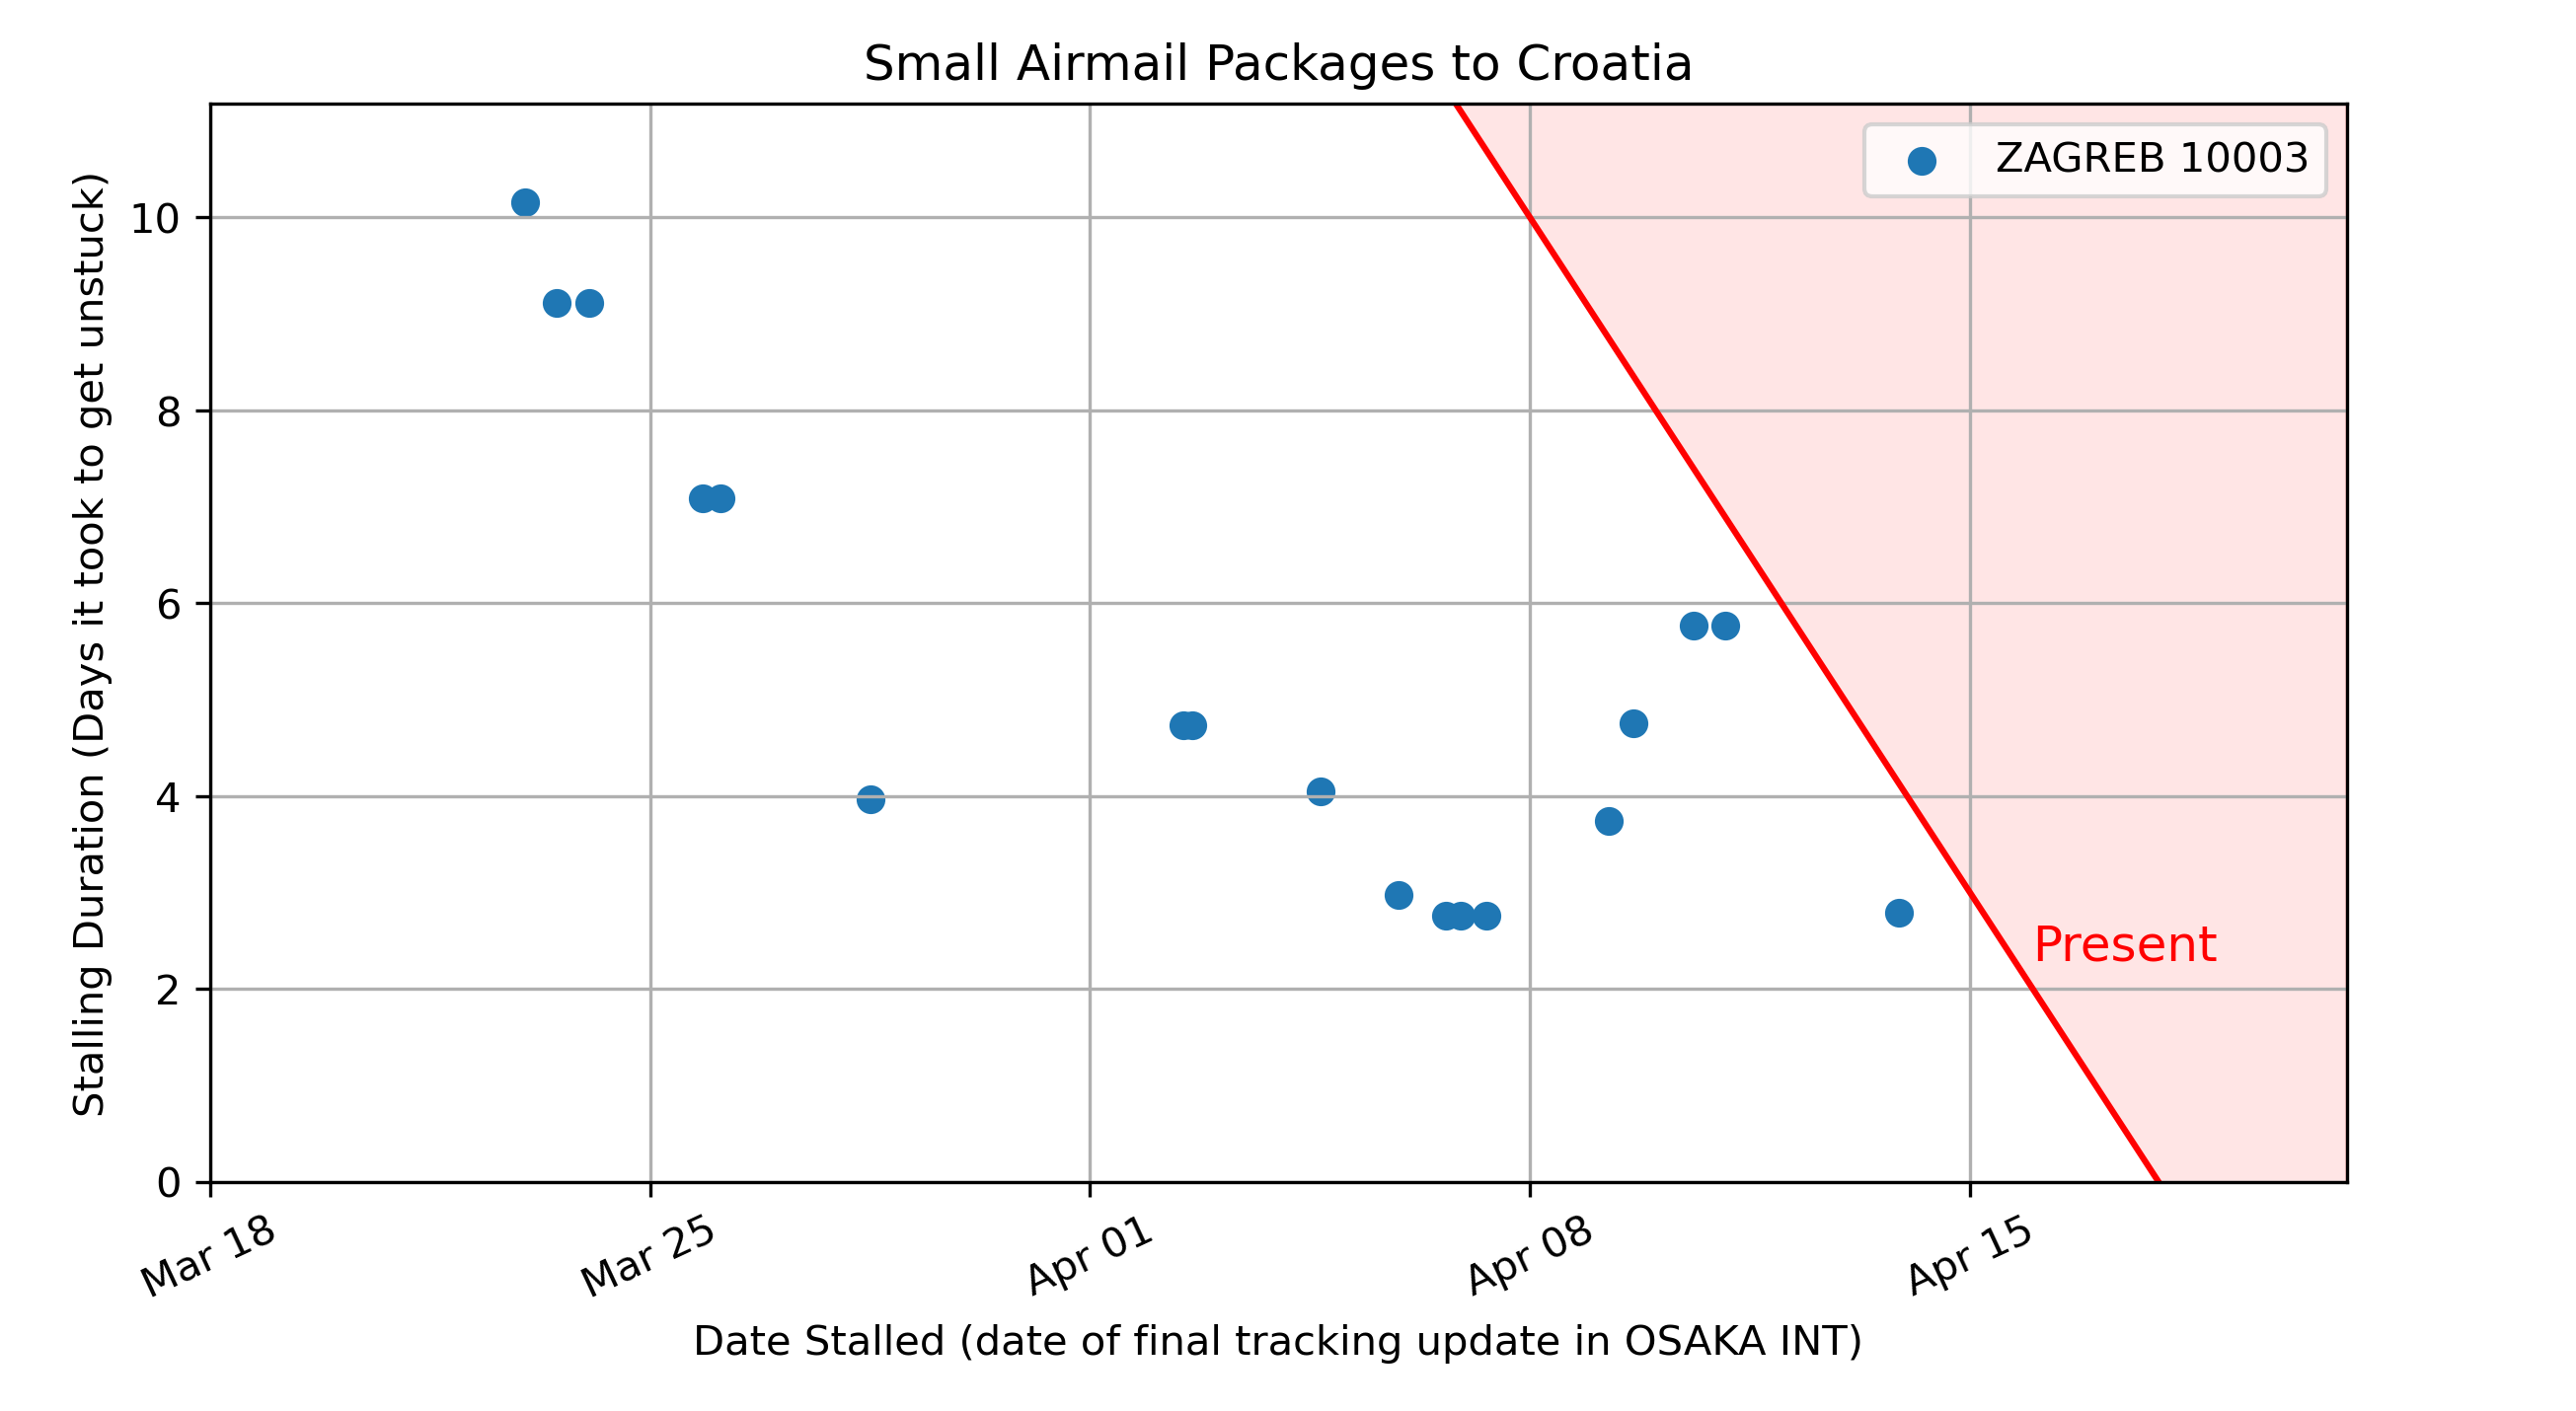 Small Airmail Packages to Croatia
ZAGREB 10003
Stalling Duration (Days it took to get unstuck)
10
8
6
4
2
0
Present
Mar 18
Mar 25
Apr 01
Apr 08
Apr 15
Date Stalled (date of final tracking update in OSAKA INT)